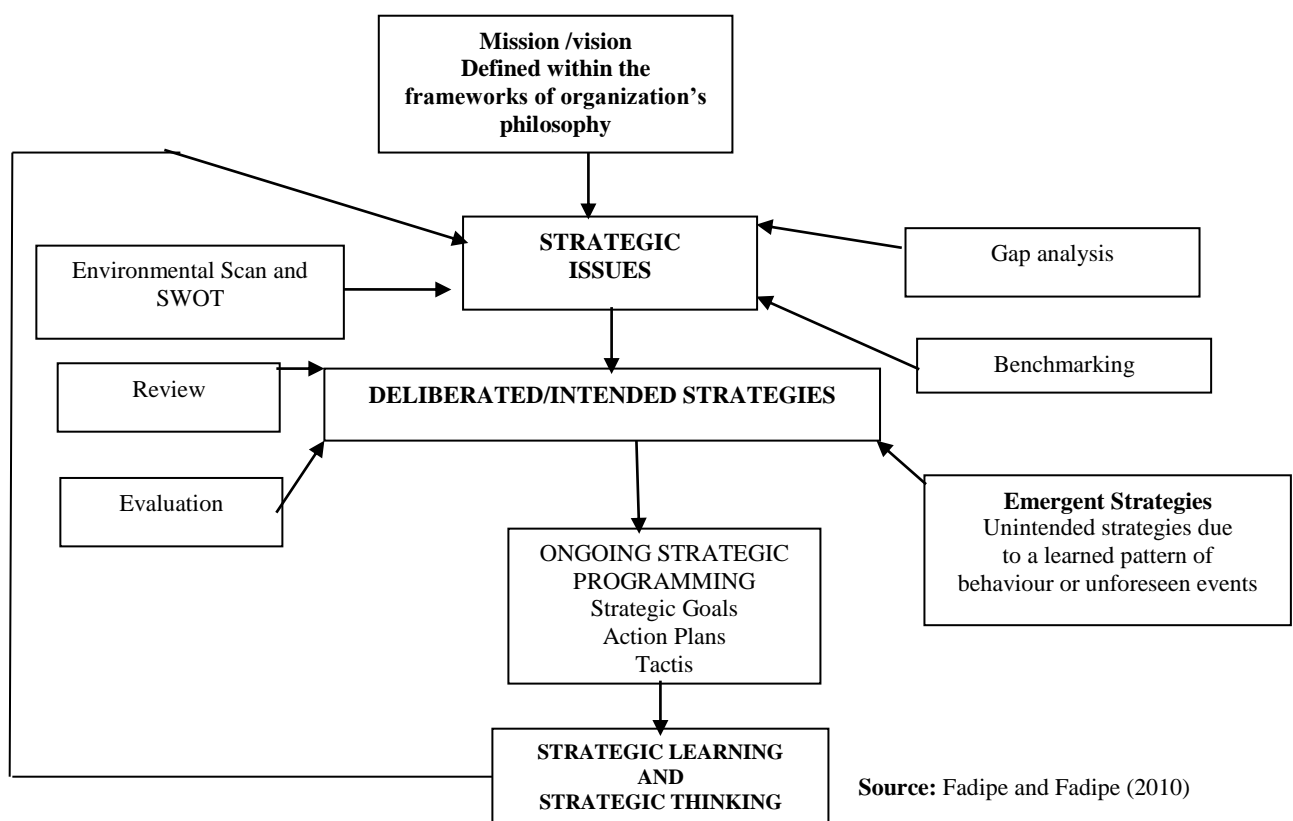 Mission /vision
Defined within the
frameworks of organization’s
philosophy
STRATEGIC
ISSUES
Gap analysis
Environmental Scan and
SWOT
Benchmarking
Review
DELIBERATED/INTENDED STRATEGIES
Evaluation
Emergent Strategies
Unintended strategies due
to a learned pattern of
behaviour or unforeseen events
ONGOING STRATEGIC
PROGRAMMING
Strategic Goals
Action Plans
Tactis
STRATEGIC LEARNING
AND
STRATEGIC THINKING
Source: Fadipe and Fadipe (2010)